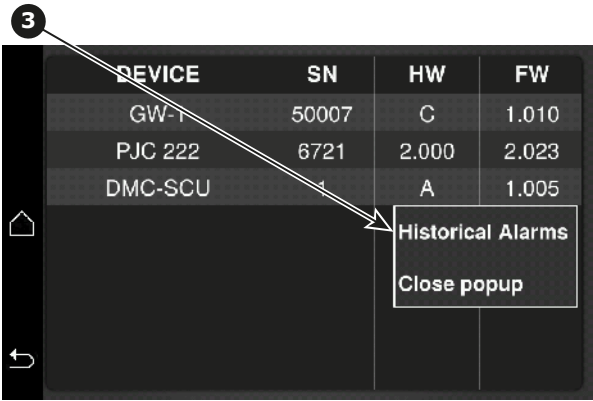 3
DEVICE SN HW FW
GW-1 50007 C 1.010
PJC 222 6721 2.000 2.023
DMC-SCU 1 A 1.005
Historical Alarms
Close popup